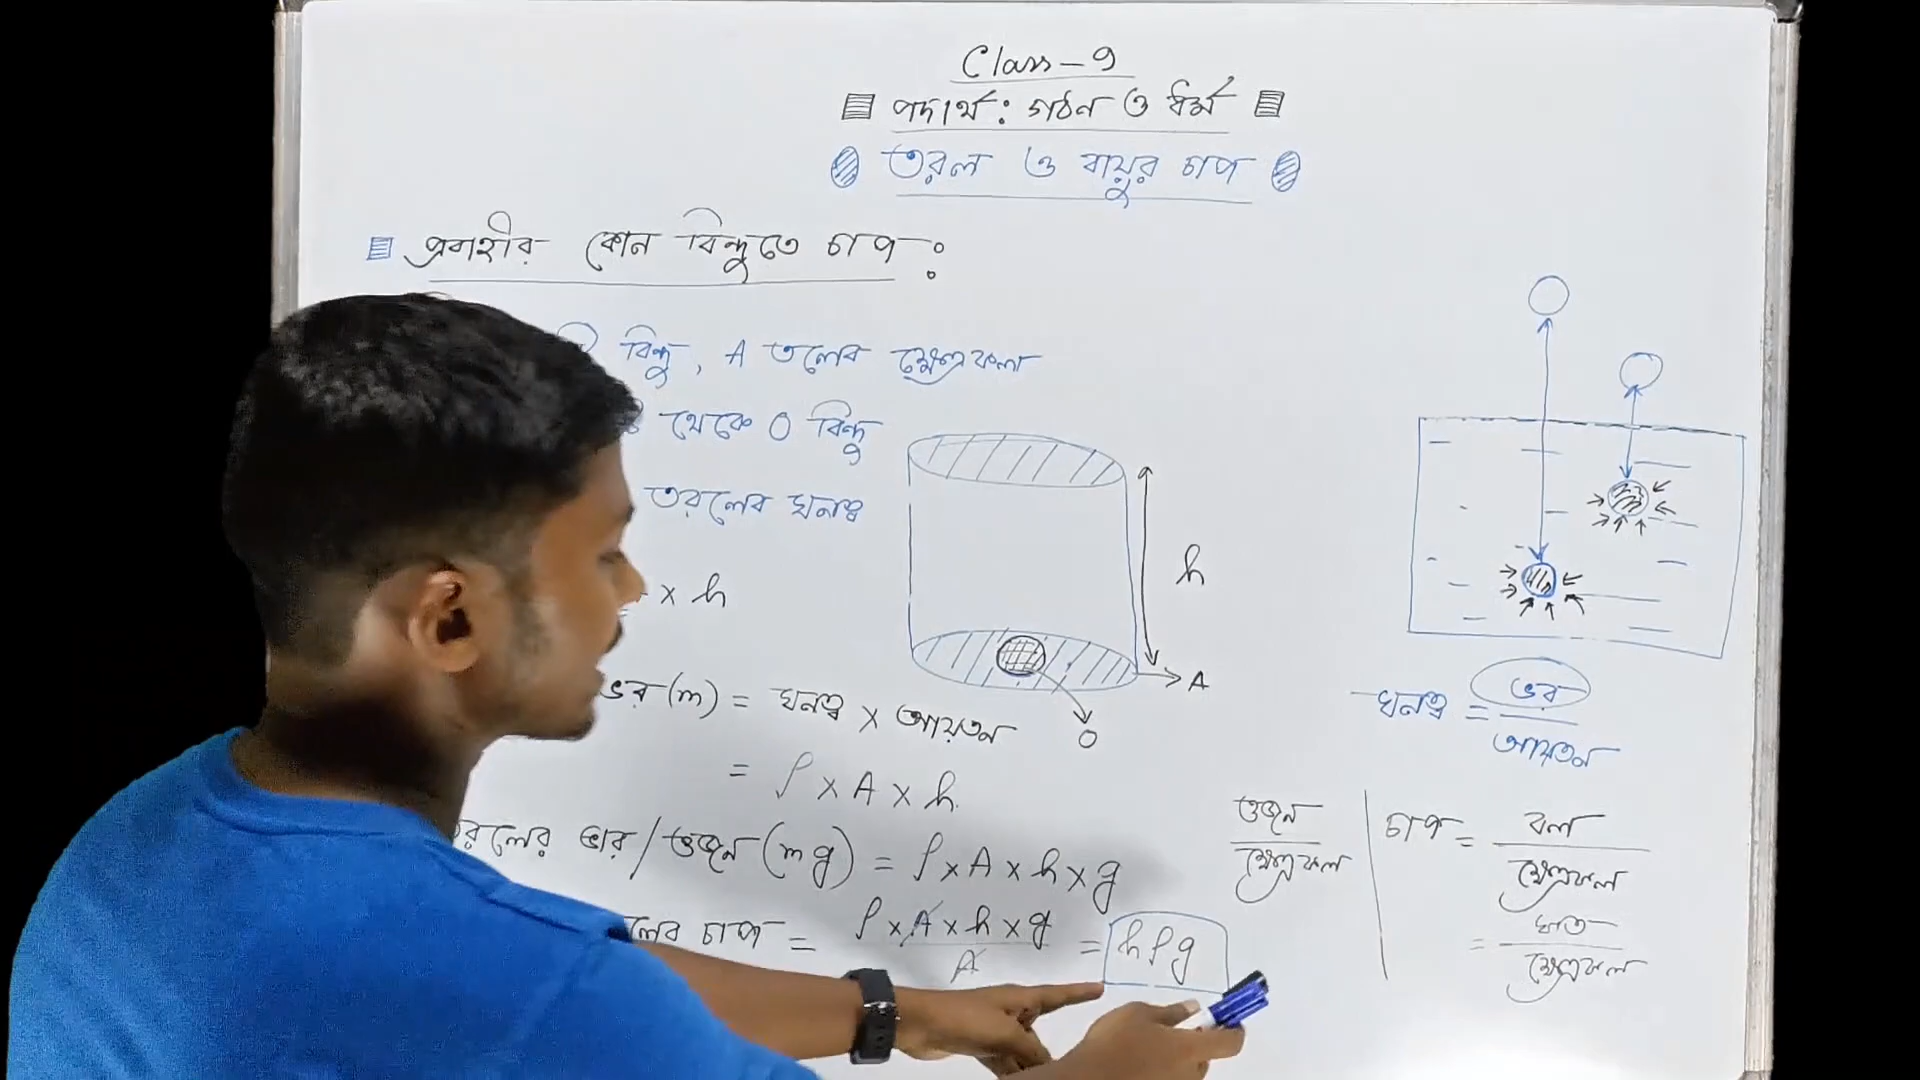 Class - 9
পদার্থ : গঠন ও ধর্ম
তরল ও বায়ুর চাপ
প্রবাহীর কোন বিন্দুতে চাপ :
বিন্দু, A তলের ক্ষেত্রফল
থেকে O বিন্দু
তরলের ঘনত্ব
× h
ভর (m) = ঘনত্ব × আয়তন
= ρ × A × h.
রলের ভার / ওজন (mg) = ρ × A × h × g
লের চাপ = ρ × A × h × g / A = hρg
h
A
O
ঘনত্ব = ভর / আয়তন
ওজন / ক্ষেত্রফল
চাপ = বল / ক্ষেত্রফল
= ঘাত / ক্ষেত্রফল